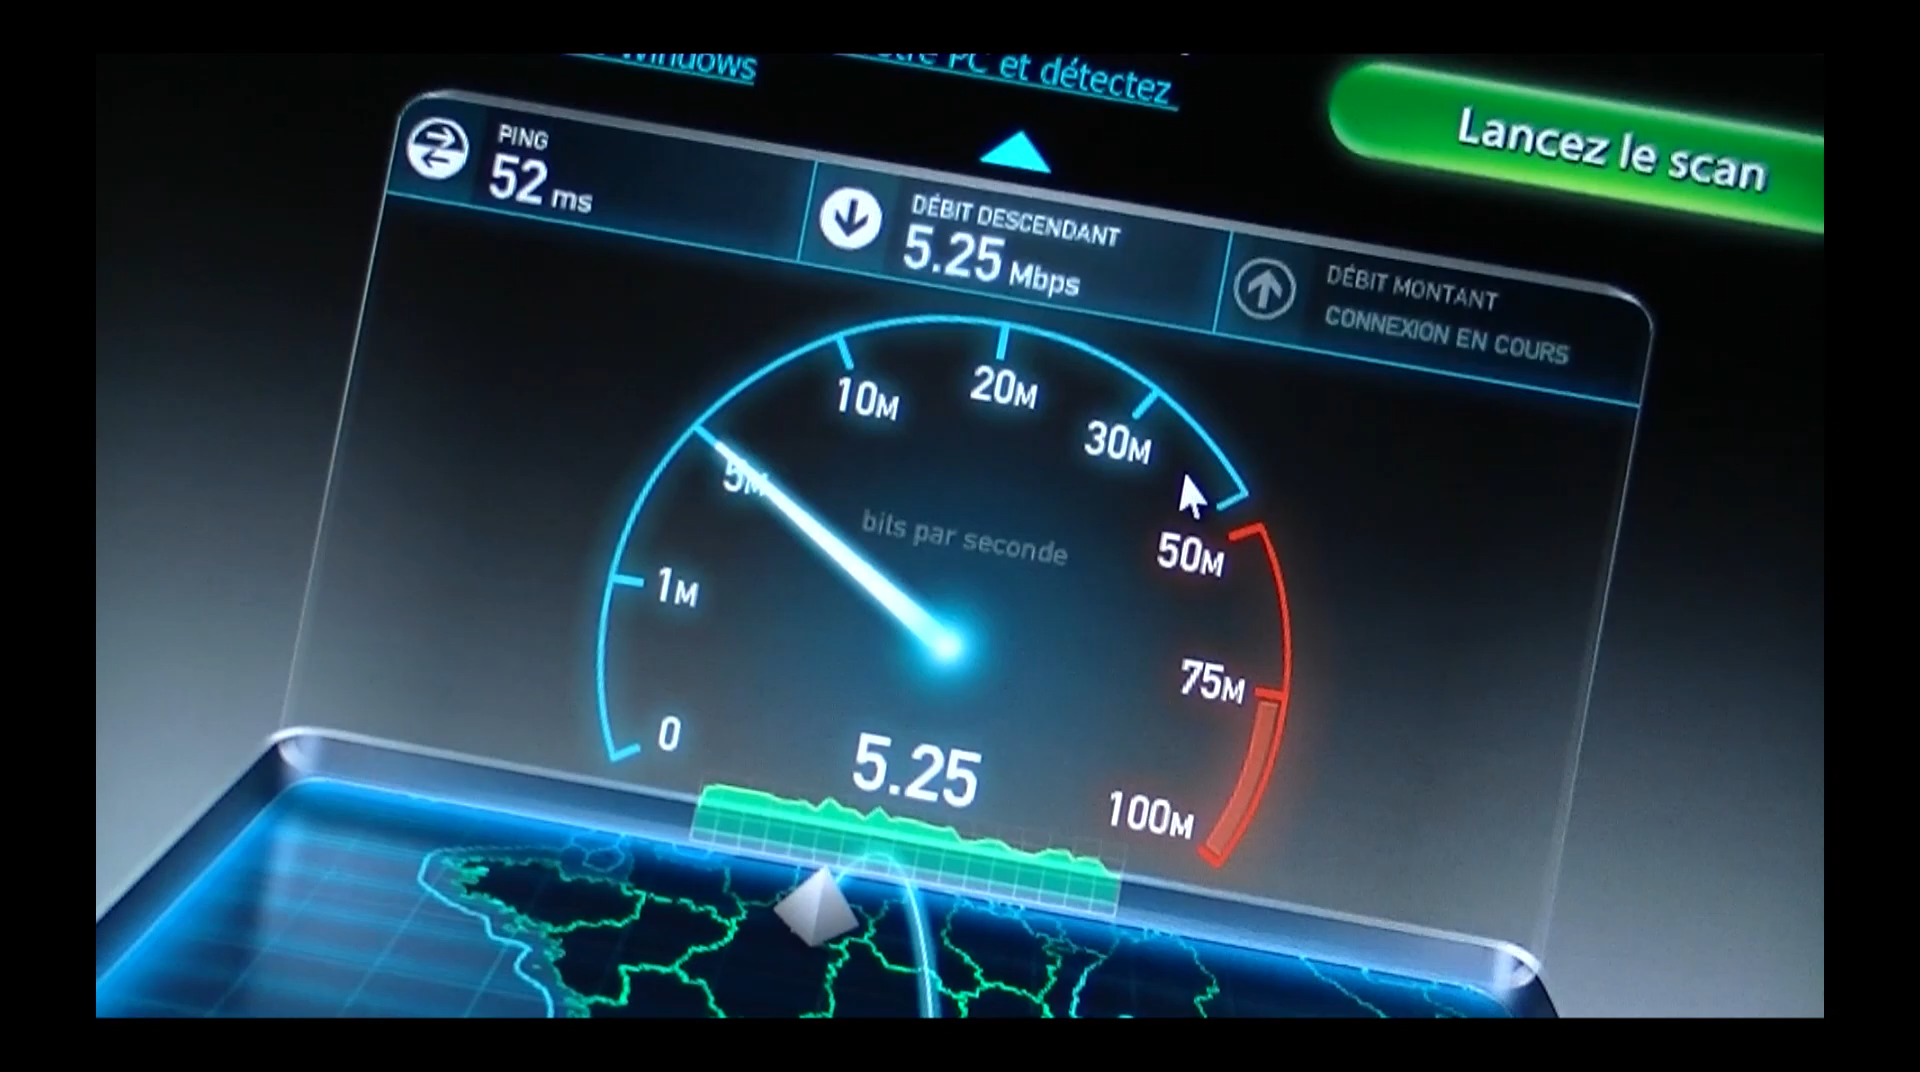 Windows
PC et détectez
Lancez le scan
PING
52 ms
DÉBIT DESCENDANT
5.25 Mbps
DÉBIT MONTANT
CONNEXION EN COURS
10M
20M
30M
5M
bits par seconde
50M
1M
75M
0
5.25
100M